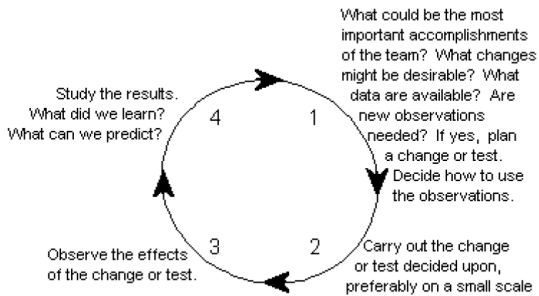 What could be the most
important accomplishments
of the team? What changes
might be desirable? What
data are available? Are
new observations
needed? If yes, plan
a change or test.
Decide how to use
the observations.
1
2
Carry out the change
or test decided upon,
preferably on a small scale
3
Observe the effects
of the change or test.
4
Study the results.
What did we learn?
What can we predict?